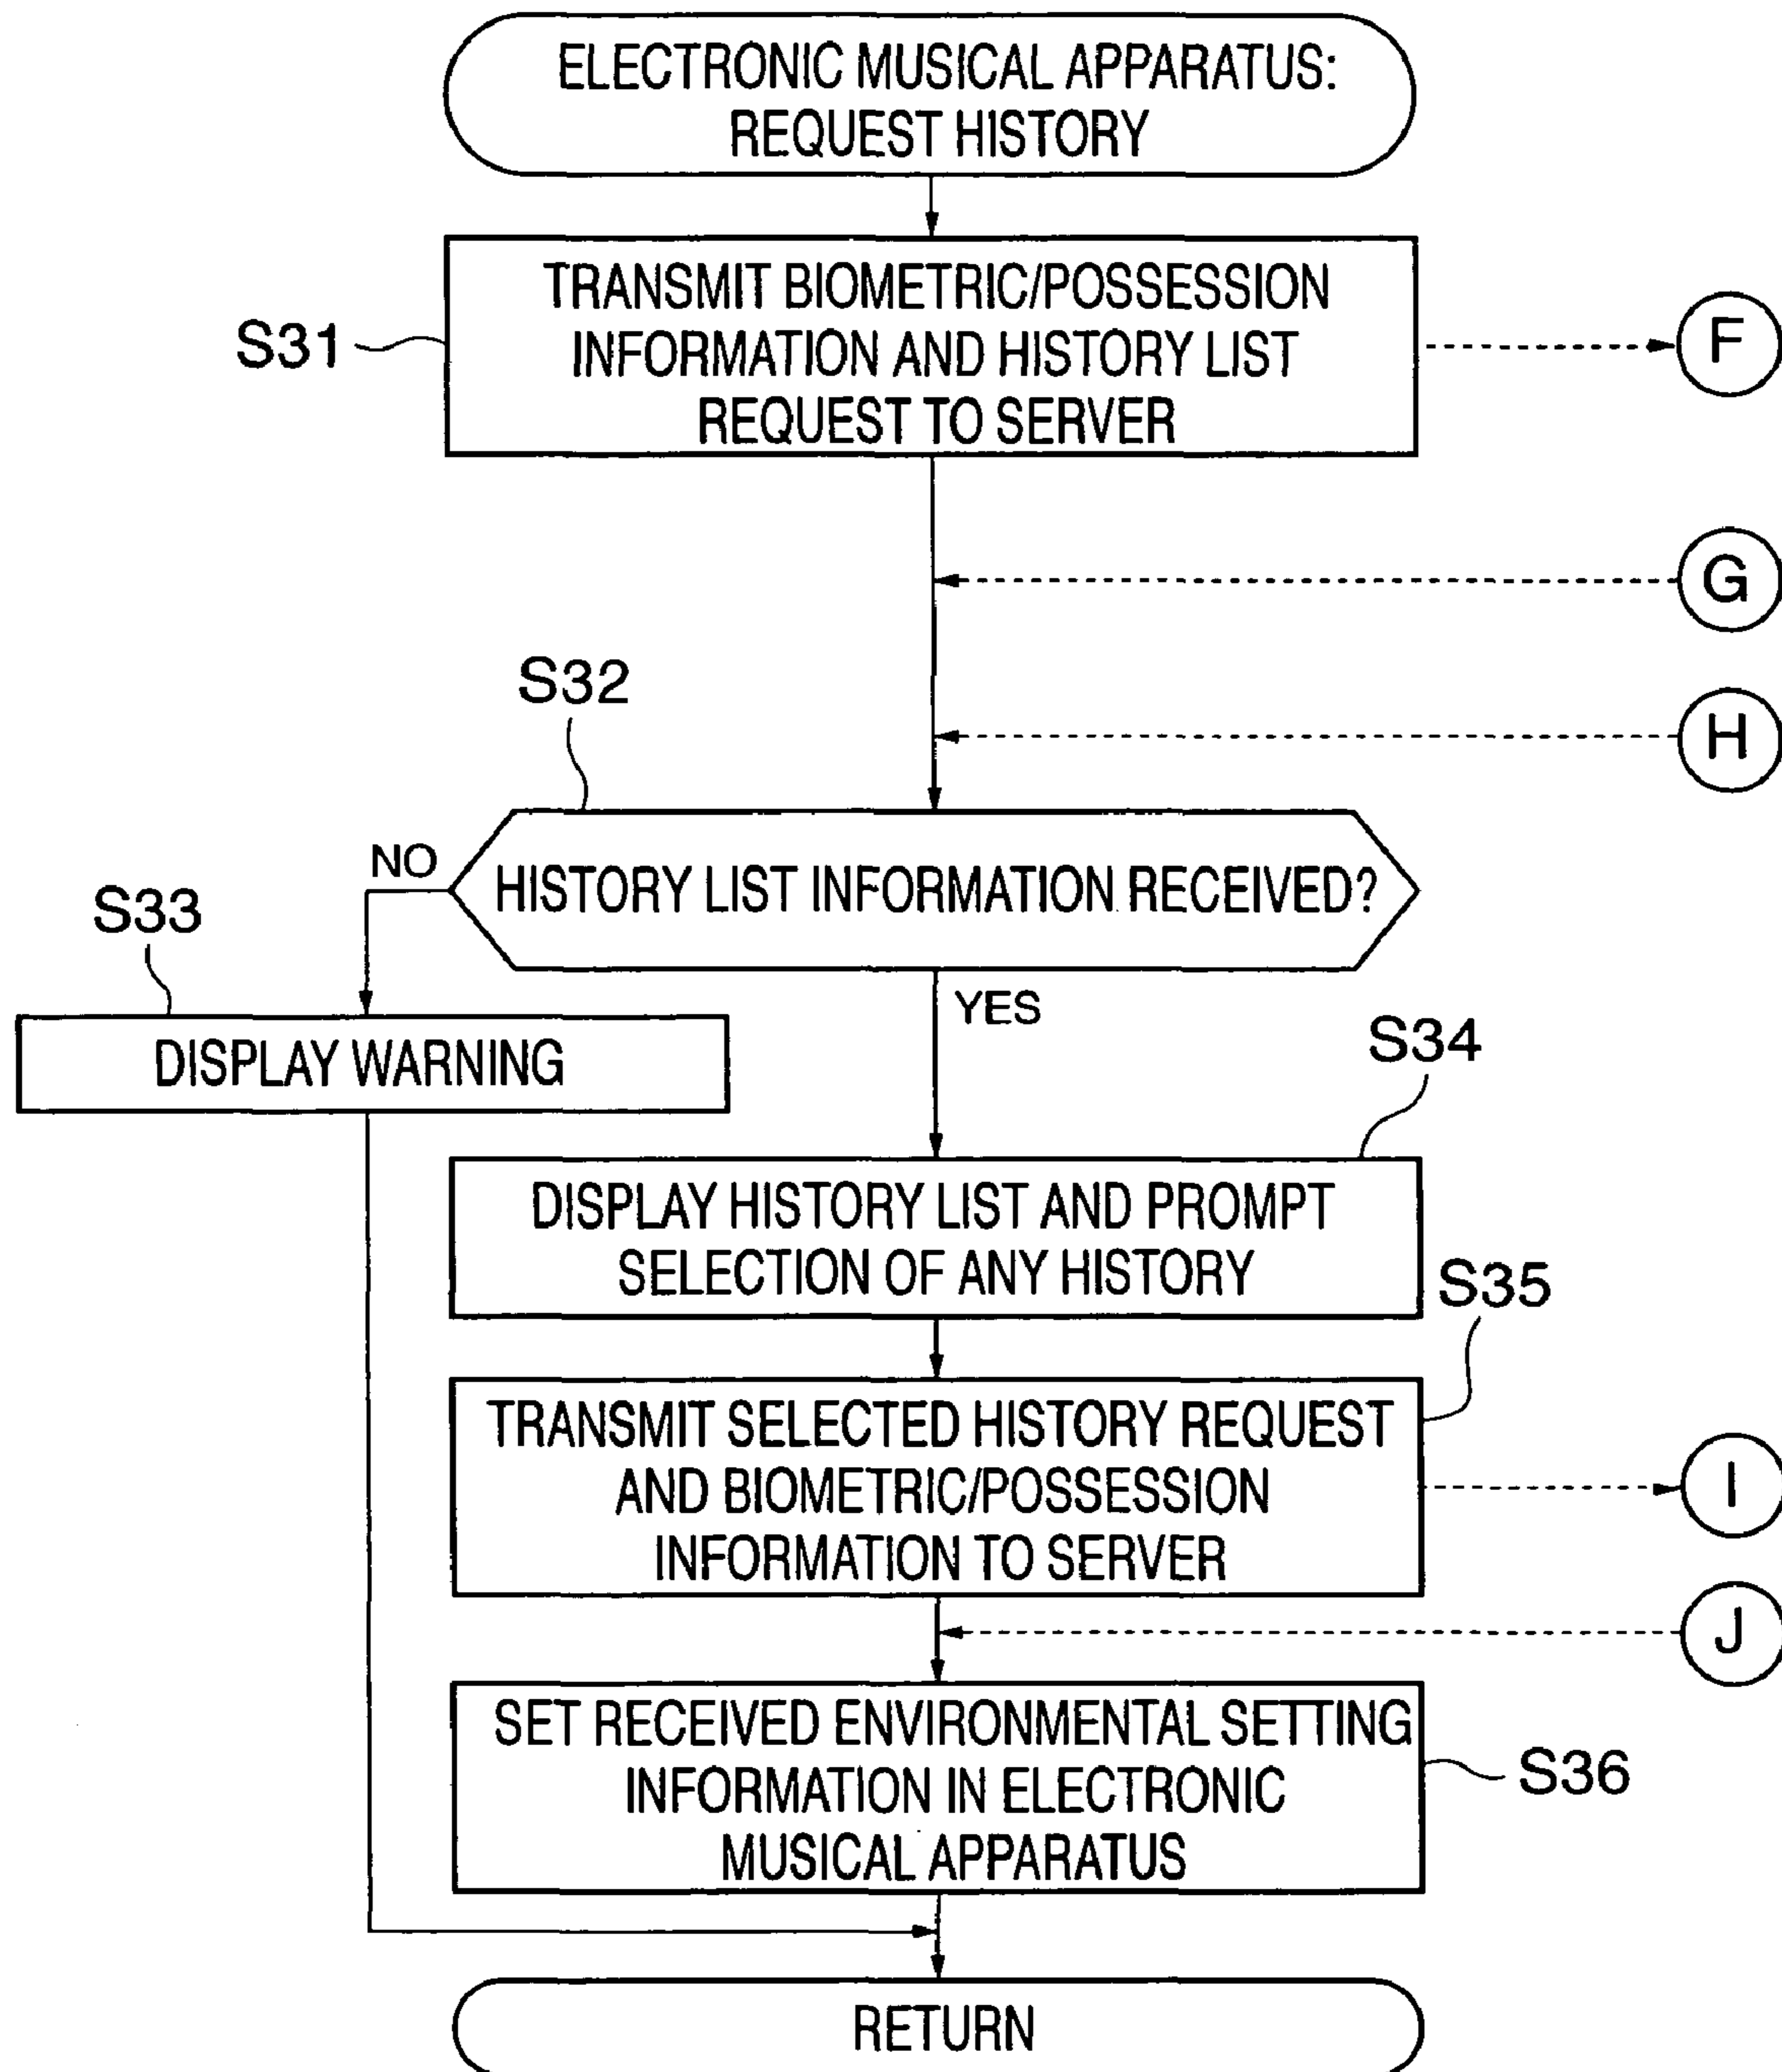 ELECTRONIC MUSICAL APPARATUS:
REQUEST HISTORY
TRANSMIT BIOMETRIC/POSSESSION
INFORMATION AND HISTORY LIST
REQUEST TO SERVER
S31
F
G
H
S32
HISTORY LIST INFORMATION RECEIVED?
NO
YES
S33
DISPLAY WARNING
S34
DISPLAY HISTORY LIST AND PROMPT
SELECTION OF ANY HISTORY
S35
TRANSMIT SELECTED HISTORY REQUEST
AND BIOMETRIC/POSSESSION
INFORMATION TO SERVER
I
J
SET RECEIVED ENVIRONMENTAL SETTING
INFORMATION IN ELECTRONIC
MUSICAL APPARATUS
S36
RETURN